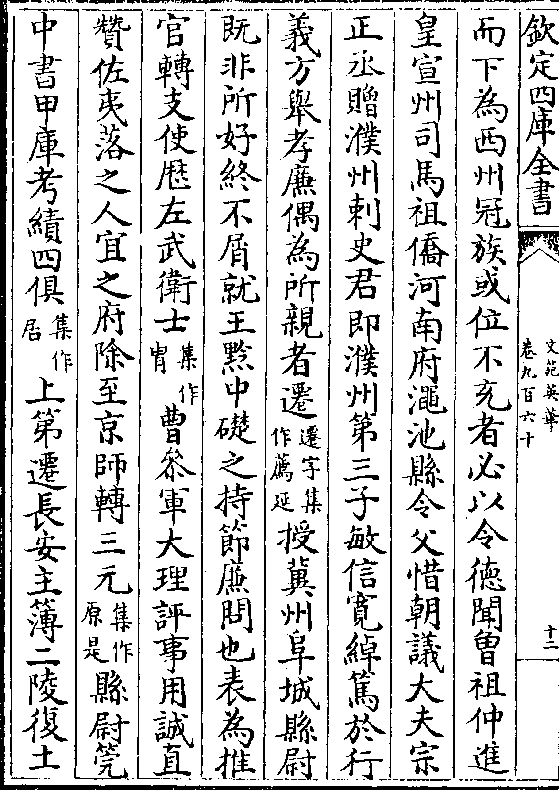 欽定四庫全書
文苑英華
卷九百六十
十二
而下為西州冠族或位不充者必以令德聞曾祖仲進
皇宣州司馬祖僑河南府澠池縣令父惜朝議大夫宗
正丞贈濮州刺史君即濮州第三子敏信寬綽篤於行
義方舉孝廉偶為所親者遷遷字集作薦延授冀州阜城縣尉
既非所好終不屑就王黔中礎之持節廉問也表為推
官轉支使歴左武衛士集作冑曹叅軍大理評事用誠直
贊佐夷落之人宜之府除至京師轉三元集作原是縣尉筦
中書甲庫考績四俱集作居上第遷長安主簿二陵復土